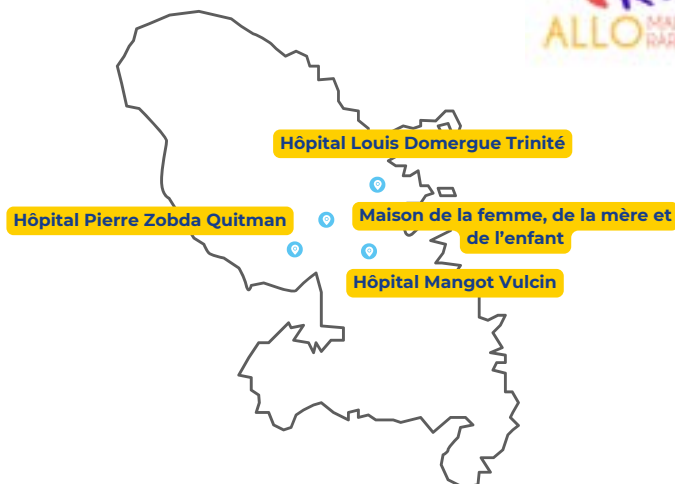 ALLO
Hôpital Louis Domergue Trinité
Hôpital Pierre Zobda Quitman
Maison de la femme, de la mère et
de l'enfant
Hôpital Mangot Vulcin